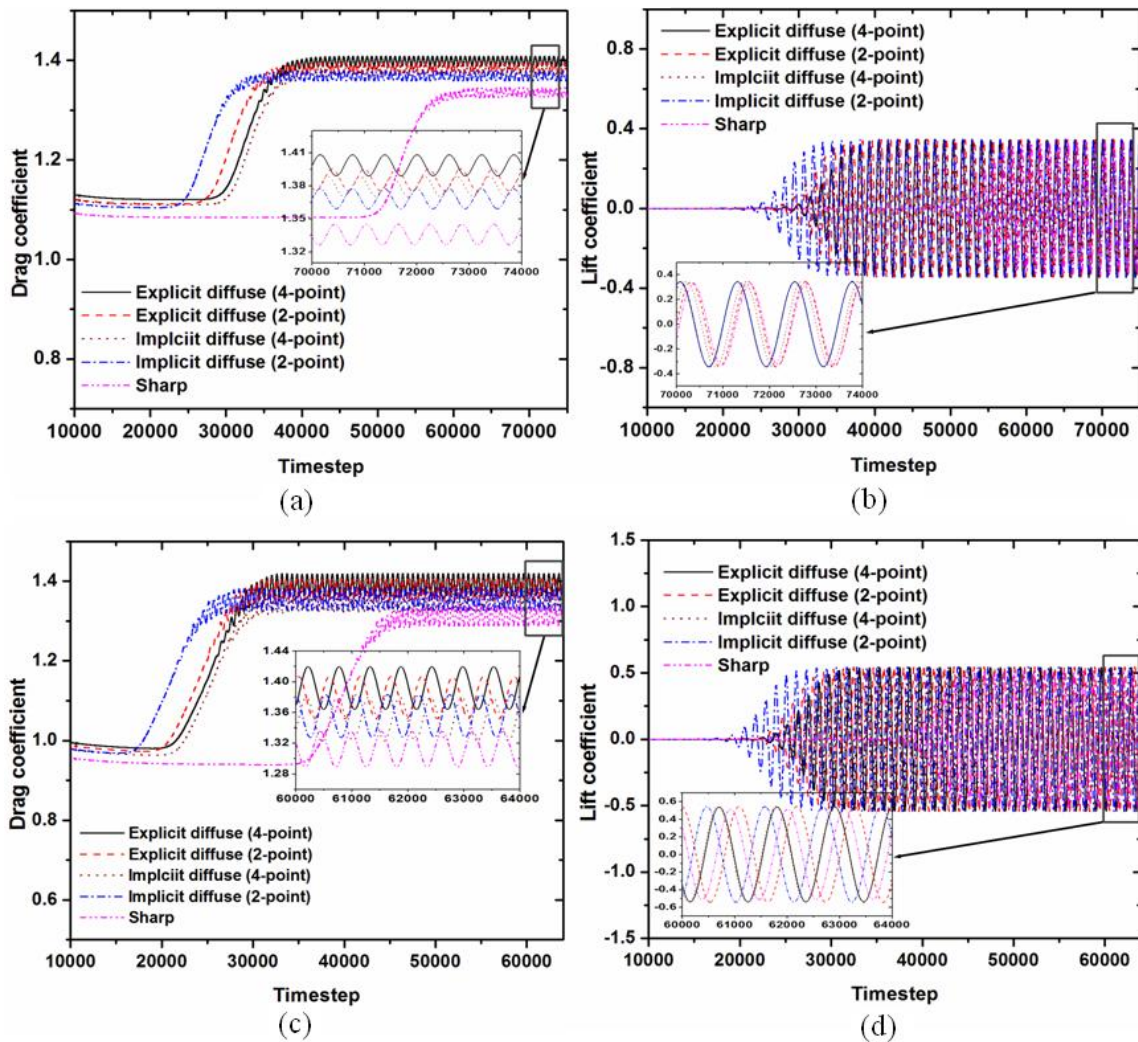 Drag coefficient
1.4
1.2
1.0
0.8
1.41
1.38
1.35
1.32
70000 71000 72000 73000 74000
Explicit diffuse (4-point)
Explicit diffuse (2-point)
Implciit diffuse (4-point)
Implicit diffuse (2-point)
Sharp
10000 20000 30000 40000 50000 60000 70000
Timestep
(a)
Lift coefficient
0.8
0.4
0.0
-0.4
-0.8
Explicit diffuse (4-point)
Explicit diffuse (2-point)
Implciit diffuse (4-point)
Implicit diffuse (2-point)
Sharp
0.4
0.2
0.0
-0.2
-0.4
70000 71000 72000 73000 74000
10000 20000 30000 40000 50000 60000 70000
Timestep
(b)
Drag coefficient
1.4
1.2
1.0
0.8
0.6
1.44
1.40
1.36
1.32
1.28
60000 61000 62000 63000 64000
Explicit diffuse (4-point)
Explicit diffuse (2-point)
Implciit diffuse (4-point)
Implicit diffuse (2-point)
Sharp
10000 20000 30000 40000 50000 60000
Timestep
(c)
Lift coefficient
1.5
1.0
0.5
0.0
-0.5
-1.0
-1.5
Explicit diffuse (4-point)
Explicit diffuse (2-point)
Implciit diffuse (4-point)
Implicit diffuse (2-point)
Sharp
0.6
0.4
0.2
0.0
-0.2
-0.4
-0.6
60000 61000 62000 63000 64000
10000 20000 30000 40000 50000 60000
Timestep
(d)